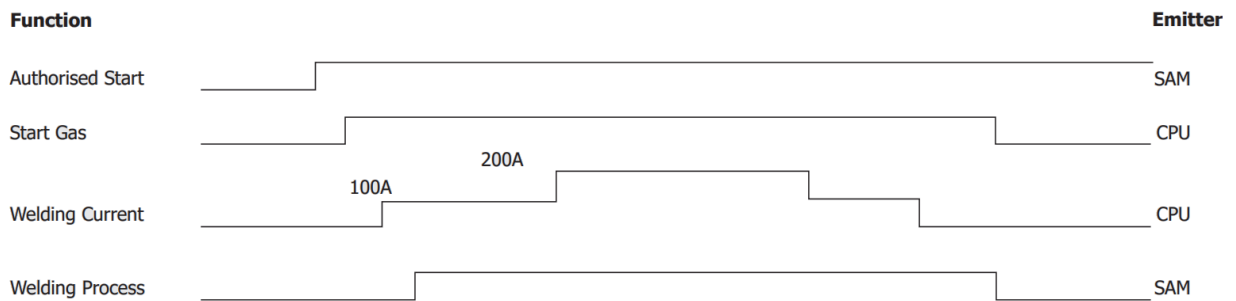 Function Emitter
Authorised Start SAM
Start Gas CPU
200A
100A
Welding Current CPU
Welding Process SAM